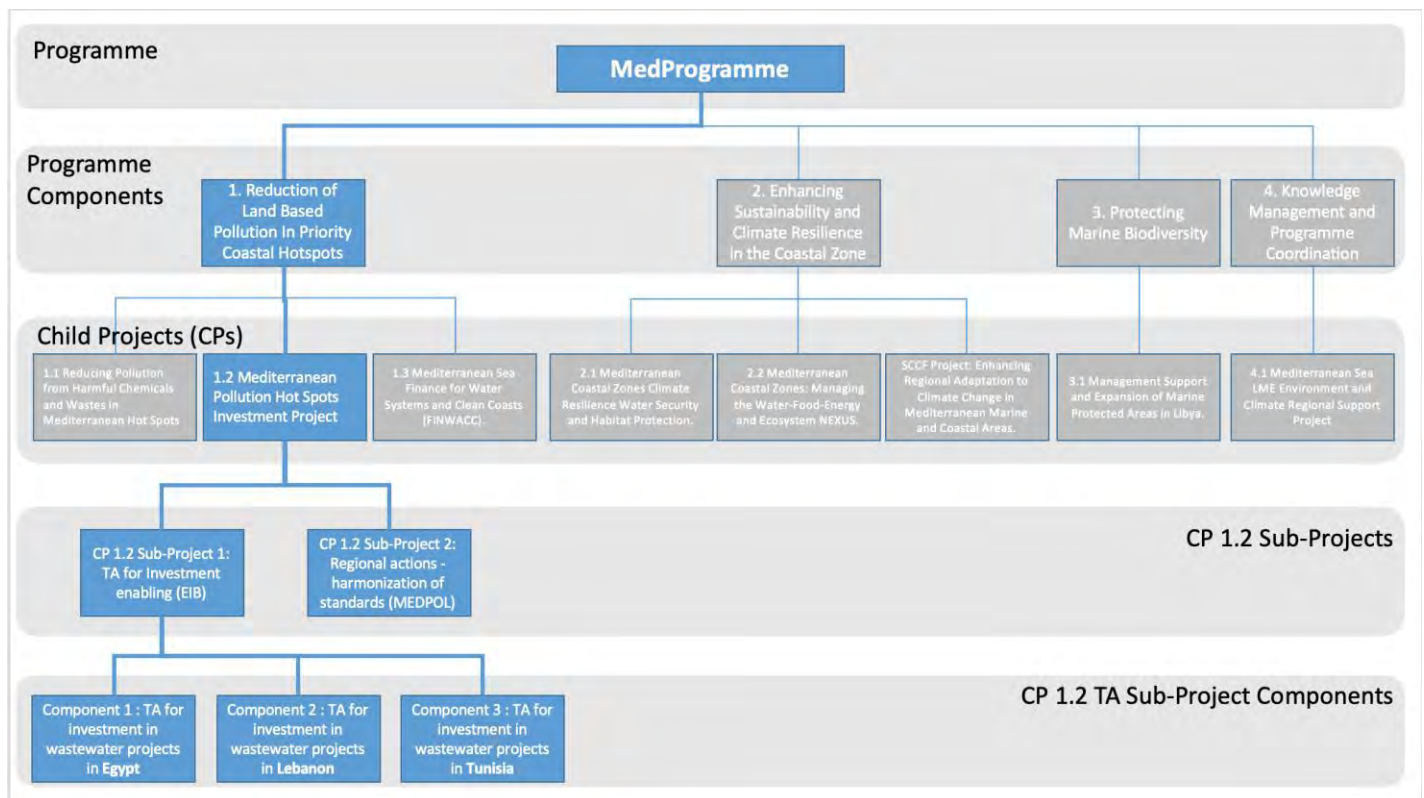 Programme
MedProgramme
Programme
Components
1. Reduction of
Land Based
Pollution In Priority
Coastal Hotspots
2. Enhancing
Sustainability and
Climate Resilience
in the Coastal Zone
3. Protecting
Marine Biodiversity
4. Knowledge
Management and
Programme
Coordination
Child Projects (CPs)
1.1 Reducing Pollution
from Harmful Chemicals
and Wastes in
Mediterranean Hot Spots
1.2 Mediterranean
Pollution Hot Spots
Investment Project
1.3 Mediterranean Sea
Finance for Water
Systems and Clean Coasts
(FINWACC).
2.1 Mediterranean
Coastal Zones Climate
Resilience Water Security
and Habitat Protection.
2.2 Mediterranean
Coastal Zones: Managing
the Water-Food-Energy
and Ecosystem NEXUS.
SCCF Project: Enhancing
Regional Adaptation to
Climate Change in
Mediterranean Marine
and Coastal Areas.
3.1 Management Support
and Expansion of Marine
Protected Areas in Libya.
4.1 Mediterranean Sea
LME Environment and
Climate Regional Support
Project
CP 1.2 Sub-Projects
CP 1.2 Sub-Project 1:
TA for Investment
enabling (EIB)
CP 1.2 Sub-Project 2:
Regional actions -
harmonization of
standards (MEDPOL)
CP 1.2 TA Sub-Project Components
Component 1 : TA for
investment in
wastewater projects
in Egypt
Component 2 : TA for
investment in
wastewater projects
in Lebanon
Component 3 : TA for
investment in
wastewater projects
in Tunisia